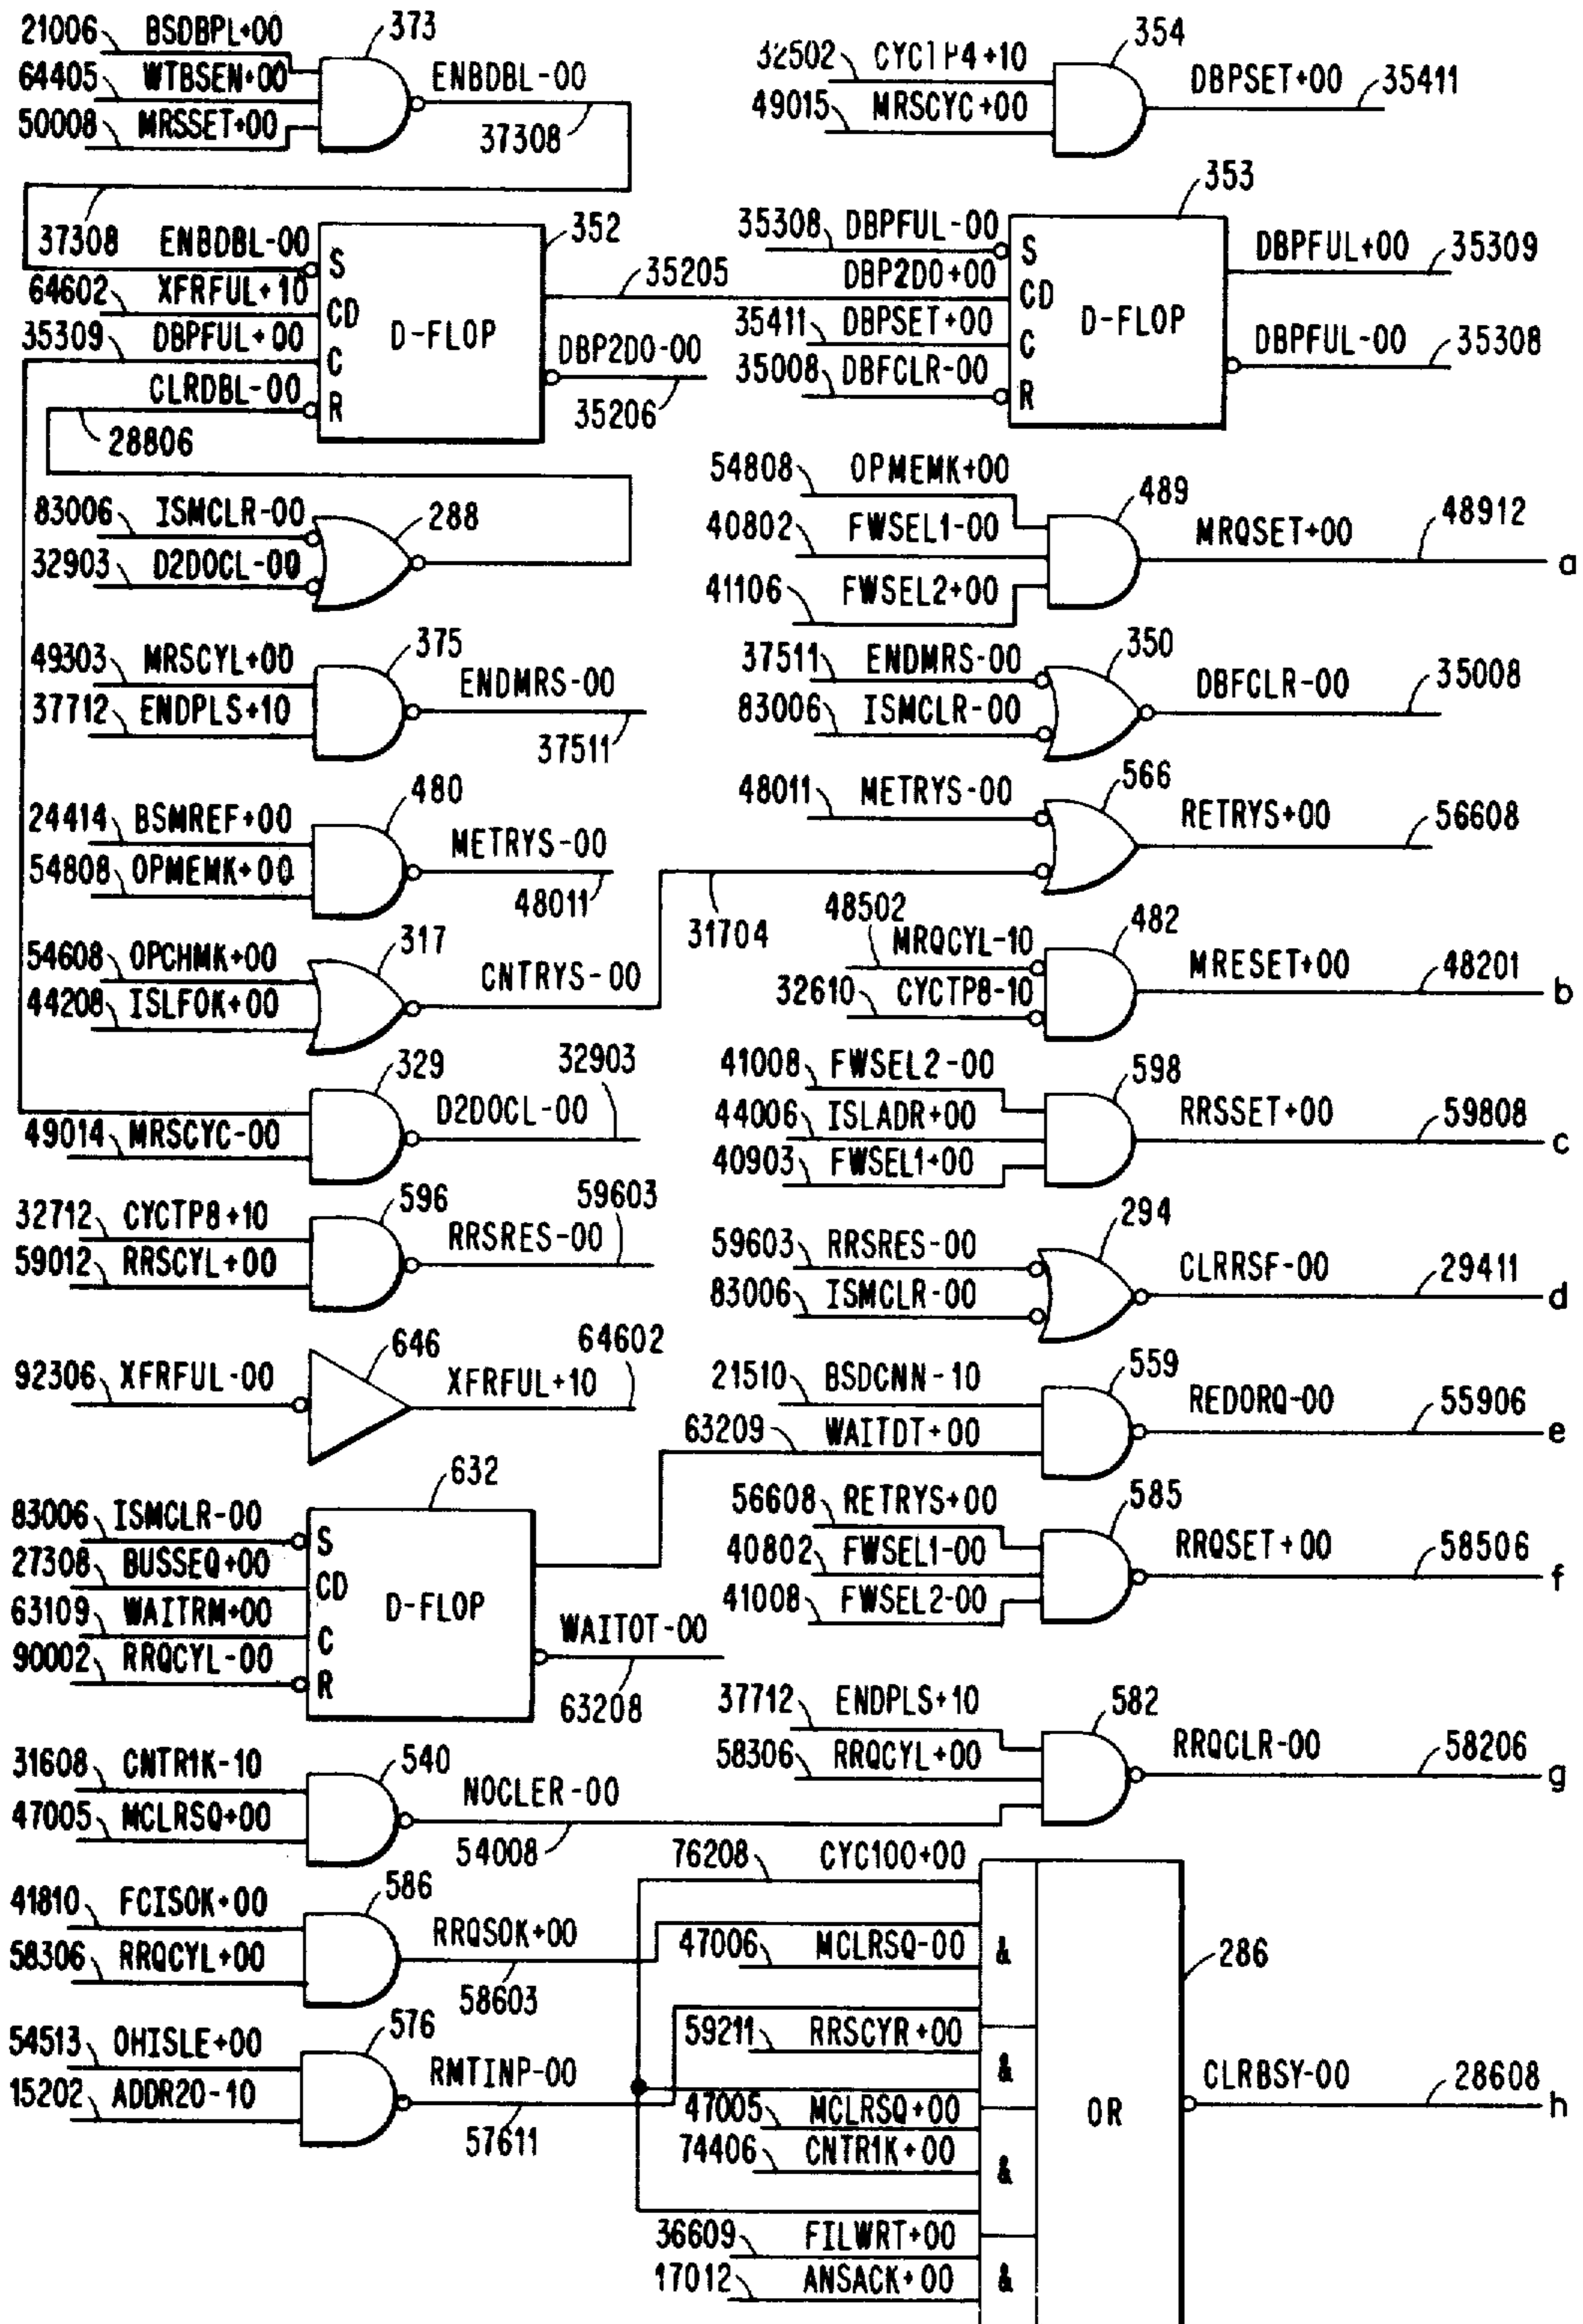 21006 BSDBPL+00
373
64405 WTBSEN+00
ENBDBL-00
50008 MRSSET+00
37308
32502 CYCTP4+10
354
DBPSET+00 35411
49015 MRSCYC+00
37308 ENBDBL-00
352
S
64602 XFRFUL+10
CD
35309 DBPFUL+00
D-FLOP
C
CLRDBL-00
R
28806
35205
DBP2D0-00
35206
353
35308 DBPFUL-00
S
DBP2D0+00
CD
35411 DBPSET+00
D-FLOP
C
35008 DBFCLR-00
R
DBPFUL+00 35309
DBPFUL-00 35308
83006 ISMCLR-00
288
32903 D2DOCL-00
54808 OPMEMK+00
489
40802 FWSEL1-00
MRQSET+00 48912 a
41106 FWSEL2+00
49303 MRSCYL+00
375
ENDMRS-00
37712 ENDPLS+10
37511
37511 ENDMRS-00
350
DBFCLR-00 35008
83006 ISMCLR-00
24414 BSMREF+00
480
METRYS-00
54808 OPMEMK+00
48011
48011 METRYS-00
566
RETRYS+00 56608
54608 OPCHMK+00
317
CNTRYS-00
44208 ISLFOK+00
31704
48502
MRQCYL-10
482
MRESET+00 48201 b
32610 CYCTP8-10
329
32903
D2DOCL-00
49014 MRSCYC-00
41008 FWSEL2-00
598
44006 ISLADR+00
RRSSET+00 59808 c
40903 FWSEL1+00
32712 CYCTP8+10
596
59603
RRSRES-00
59012 RRSCYL+00
59603 RRSRES-00
294
CLRRSF-00 29411 d
83006 ISMCLR-00
646
64602
92306 XFRFUL-00
XFRFUL+10
21510 BSDCNN-10
559
REDORQ-00 55906 e
63209 WAITDT+00
632
83006 ISMCLR-00
S
27308 BUSSEQ+00
CD
D-FLOP
63109 WAITRM+00
C
90002 RRQCYL-00
R
WAITOT-00
63208
56608 RETRYS+00
585
40802 FWSEL1-00
RRQSET+00 58506 f
41008 FWSEL2-00
37712 ENDPLS+10
582
58306 RRQCYL+00
RRQCLR-00 58206 g
31608 CNTR1K-10
540
NOCLER-00
47005 MCLRSQ+00
54008
76208 CYC100+00
41810 FCISOK+00
586
RRQSOK+00
58306 RRQCYL+00
58603
47006 MCLRSQ-00
&
286
54513 OHISLE+00
576
RMTINP-00
15202 ADDR20-10
57611
59211 RRSCYR+00
&
47005 MCLRSQ+00
OR
CLRBSY-00 28608 h
74406 CNTR1K+00
&
36609 FILWRT+00
17012 ANSACK+00
&